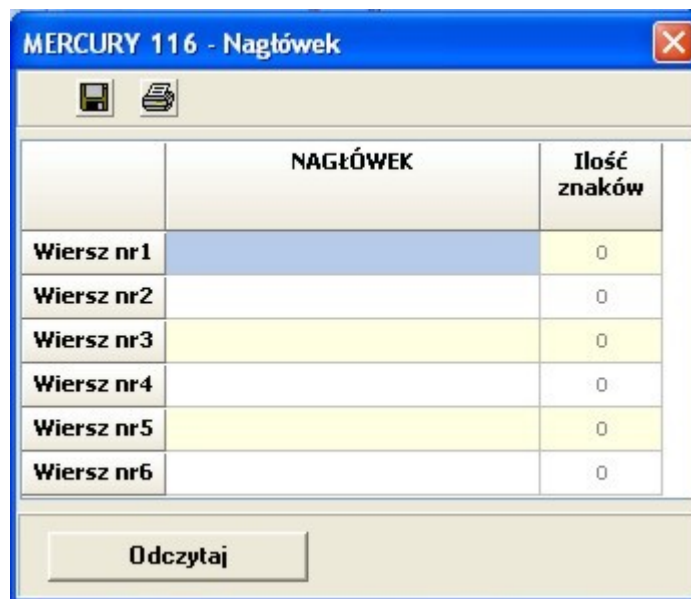 MERCURY 116 - Nagłówek
NAGŁÓWEK Ilość znaków
Wiersz nr1 0
Wiersz nr2 0
Wiersz nr3 0
Wiersz nr4 0
Wiersz nr5 0
Wiersz nr6 0
Odczytaj